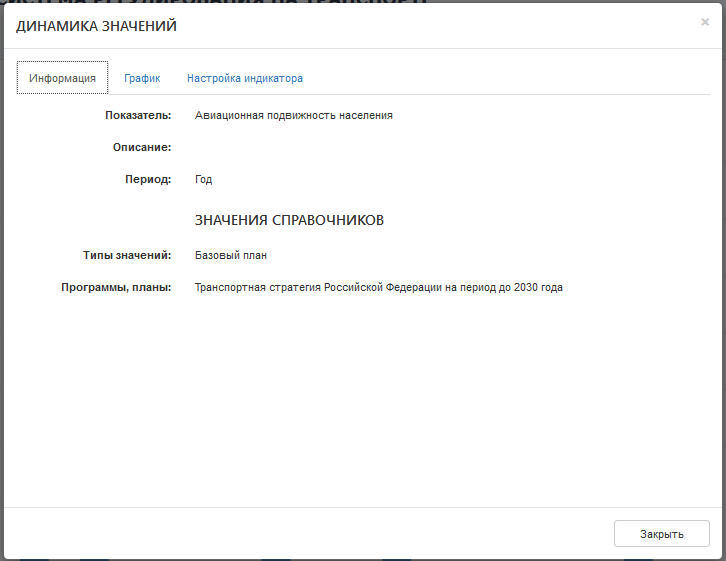 ДИНАМИКА ЗНАЧЕНИЙ ×
Информация График Настройка индикатора
Показатель: Авиационная подвижность населения
Описание:
Период: Год
ЗНАЧЕНИЯ СПРАВОЧНИКОВ
Типы значений: Базовый план
Программы, планы: Транспортная стратегия Российской Федерации на период до 2030 года
Закрыть